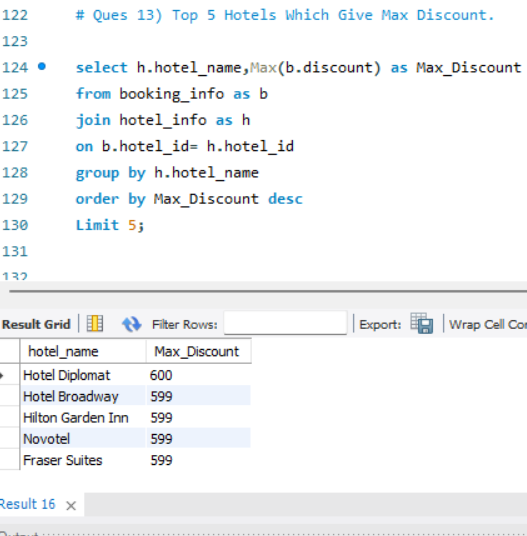 122 # Ques 13) Top 5 Hotels Which Give Max Discount.
123
124 select h.hotel_name,Max(b.discount) as Max_Discount
125 from booking_info as b
126 join hotel_info as h
127 on b.hotel_id= h.hotel_id
128 group by h.hotel_name
129 order by Max_Discount desc
130 Limit 5;
131
132
Result Grid Filter Rows: Export: Wrap Cell Con
hotel_name Max_Discount
Hotel Diplomat 600
Hotel Broadway 599
Hilton Garden Inn 599
Novotel 599
Fraser Suites 599
Result 16 x
Output